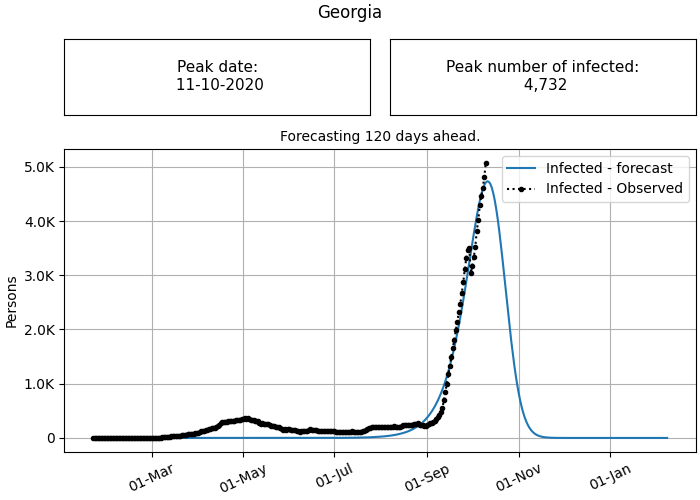 Georgia
Peak date:
11-10-2020
Peak number of infected:
4,732
Forecasting 120 days ahead.
Infected - forecast
Infected - Observed
5.0K
4.0K
3.0K
2.0K
1.0K
0
Persons
01-Mar
01-May
01-Jul
01-Sep
01-Nov
01-Jan